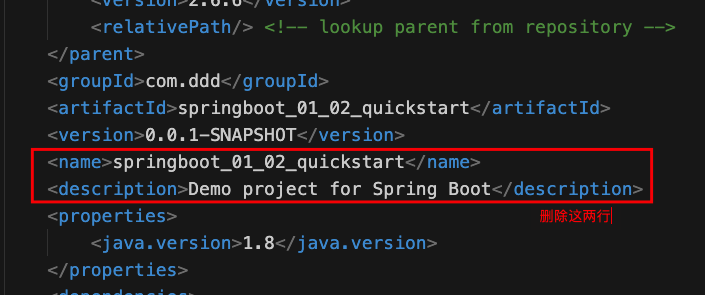 <version>2.6.6</version>
<relativePath/> <!-- lookup parent from repository -->
</parent>
<groupId>com.ddd</groupId>
<artifactId>springboot_01_02_quickstart</artifactId>
<version>0.0.1-SNAPSHOT</version>
<name>springboot_01_02_quickstart</name>
<description>Demo project for Spring Boot</description>
<properties>
删除这两行
<java.version>1.8</java.version>
</properties>
<dependencies>